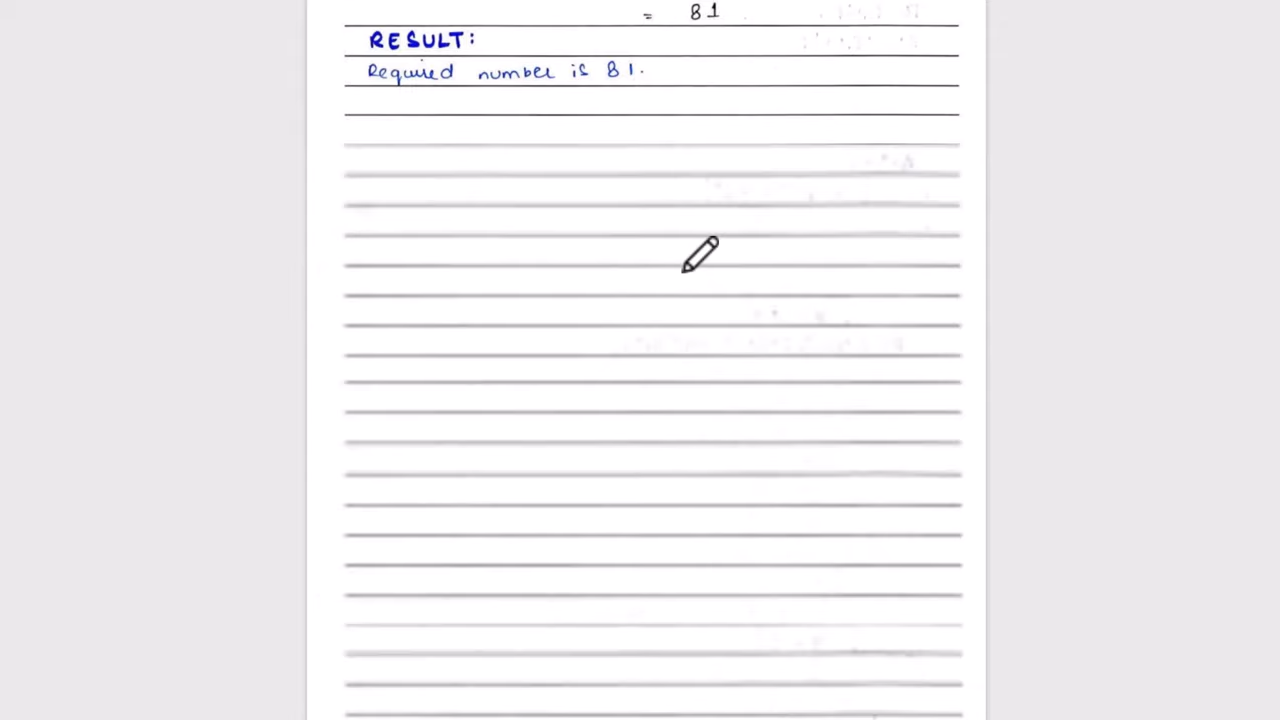 = 81
RESULT:
Required number is 81.